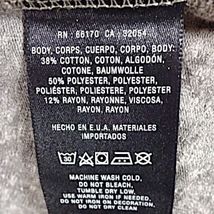 RN : 66170 CA : 32054
BODY, CORPS, CUERPO, CORPO, BODY:
38% COTTON, COTON, ALGODÓN,
COTONE, BAUMWOLLE
50% POLYESTER, POLYESTER,
POLIÉSTER, POLIESTERE, POLYESTER
12% RAYON, RAYONNE, VISCOSA,
RAYON, RAYON
HECHO EN E.U.A. MATERIALES
IMPORTADOS
MACHINE WASH COLD.
DO NOT BLEACH.
TUMBLE DRY LOW.
USE WARM IRON IF NEEDED.
DO NOT IRON ON DECORATION.
DO NOT DRY CLEAN